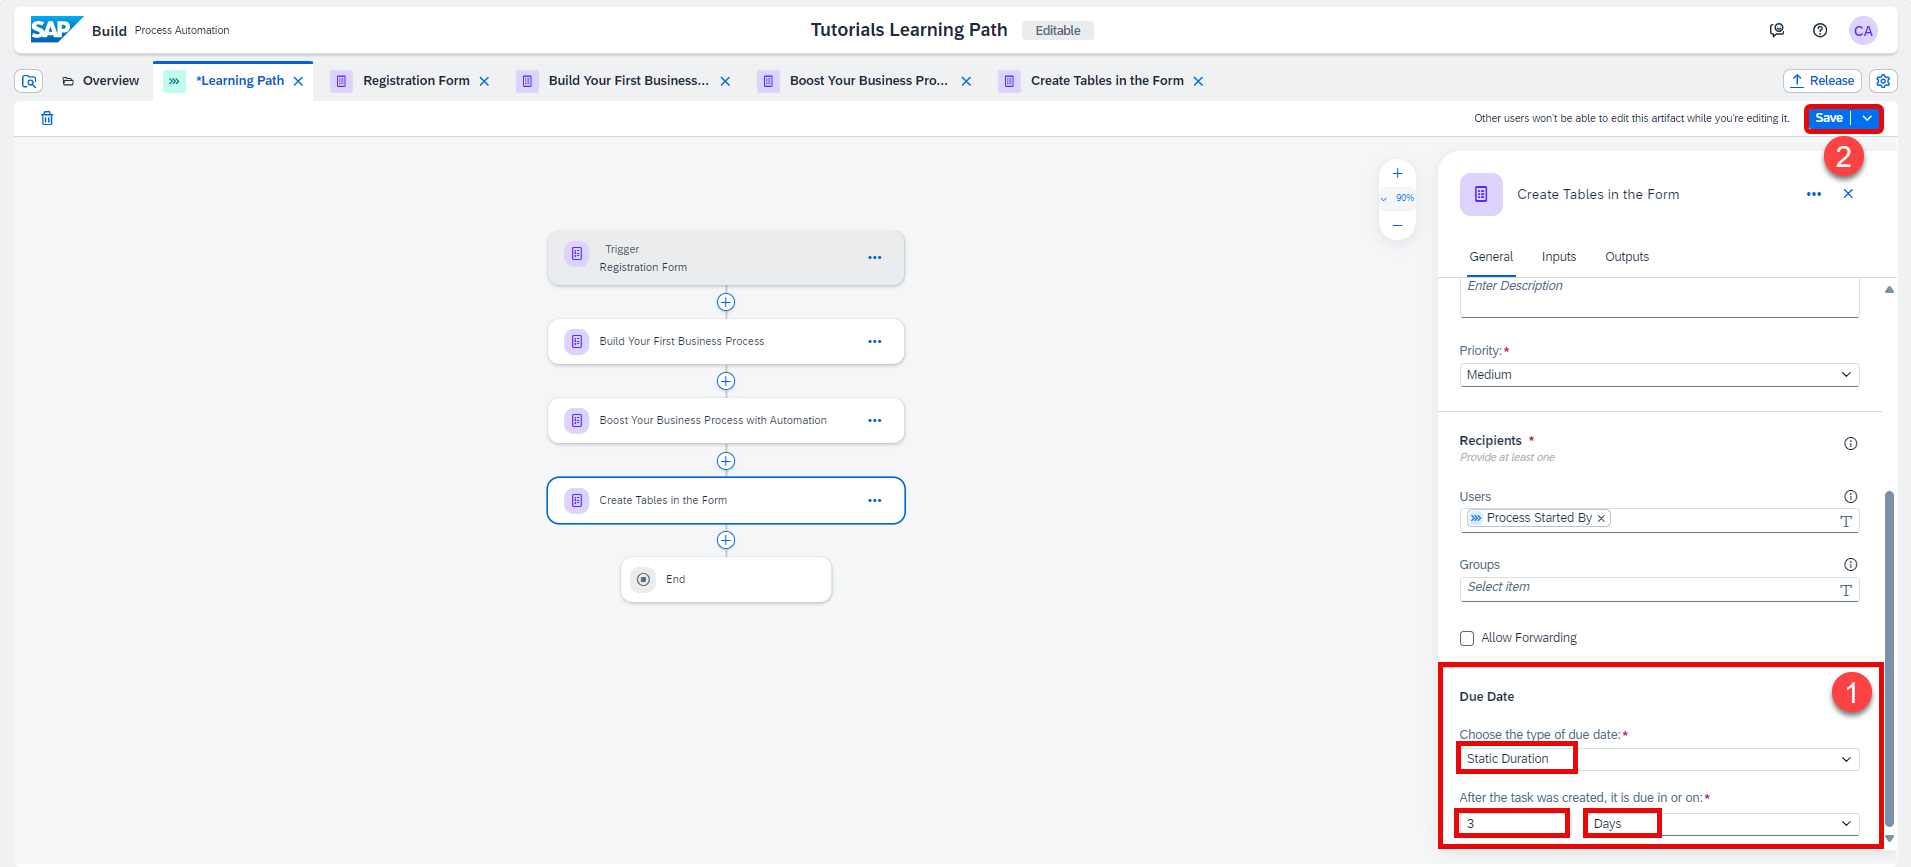 SAP Build Process Automation
Tutorials Learning Path Editable
CA
Overview
*Learning Path
Registration Form
Build Your First Business...
Boost Your Business Pro...
Create Tables in the Form
Release
Other users won't be able to edit this artifact while you're editing it.
Save
2
90%
Trigger
Registration Form
Build Your First Business Process
Boost Your Business Process with Automation
Create Tables in the Form
End
Create Tables in the Form
General Inputs Outputs
Enter Description
Priority:*
Medium
Recipients *
Provide at least one
Users
Process Started By
Groups
Select item
Allow Forwarding
1
Due Date
Choose the type of due date:*
Static Duration
After the task was created, it is due in or on:*
3 Days